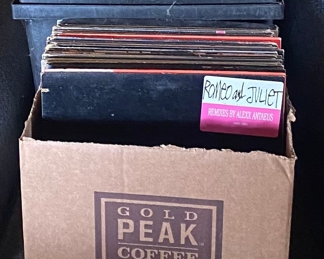 ROMEO and JULIET
REMIXES BY ALEXX ANTAEUS
GOLD
PEAK
COFFEE